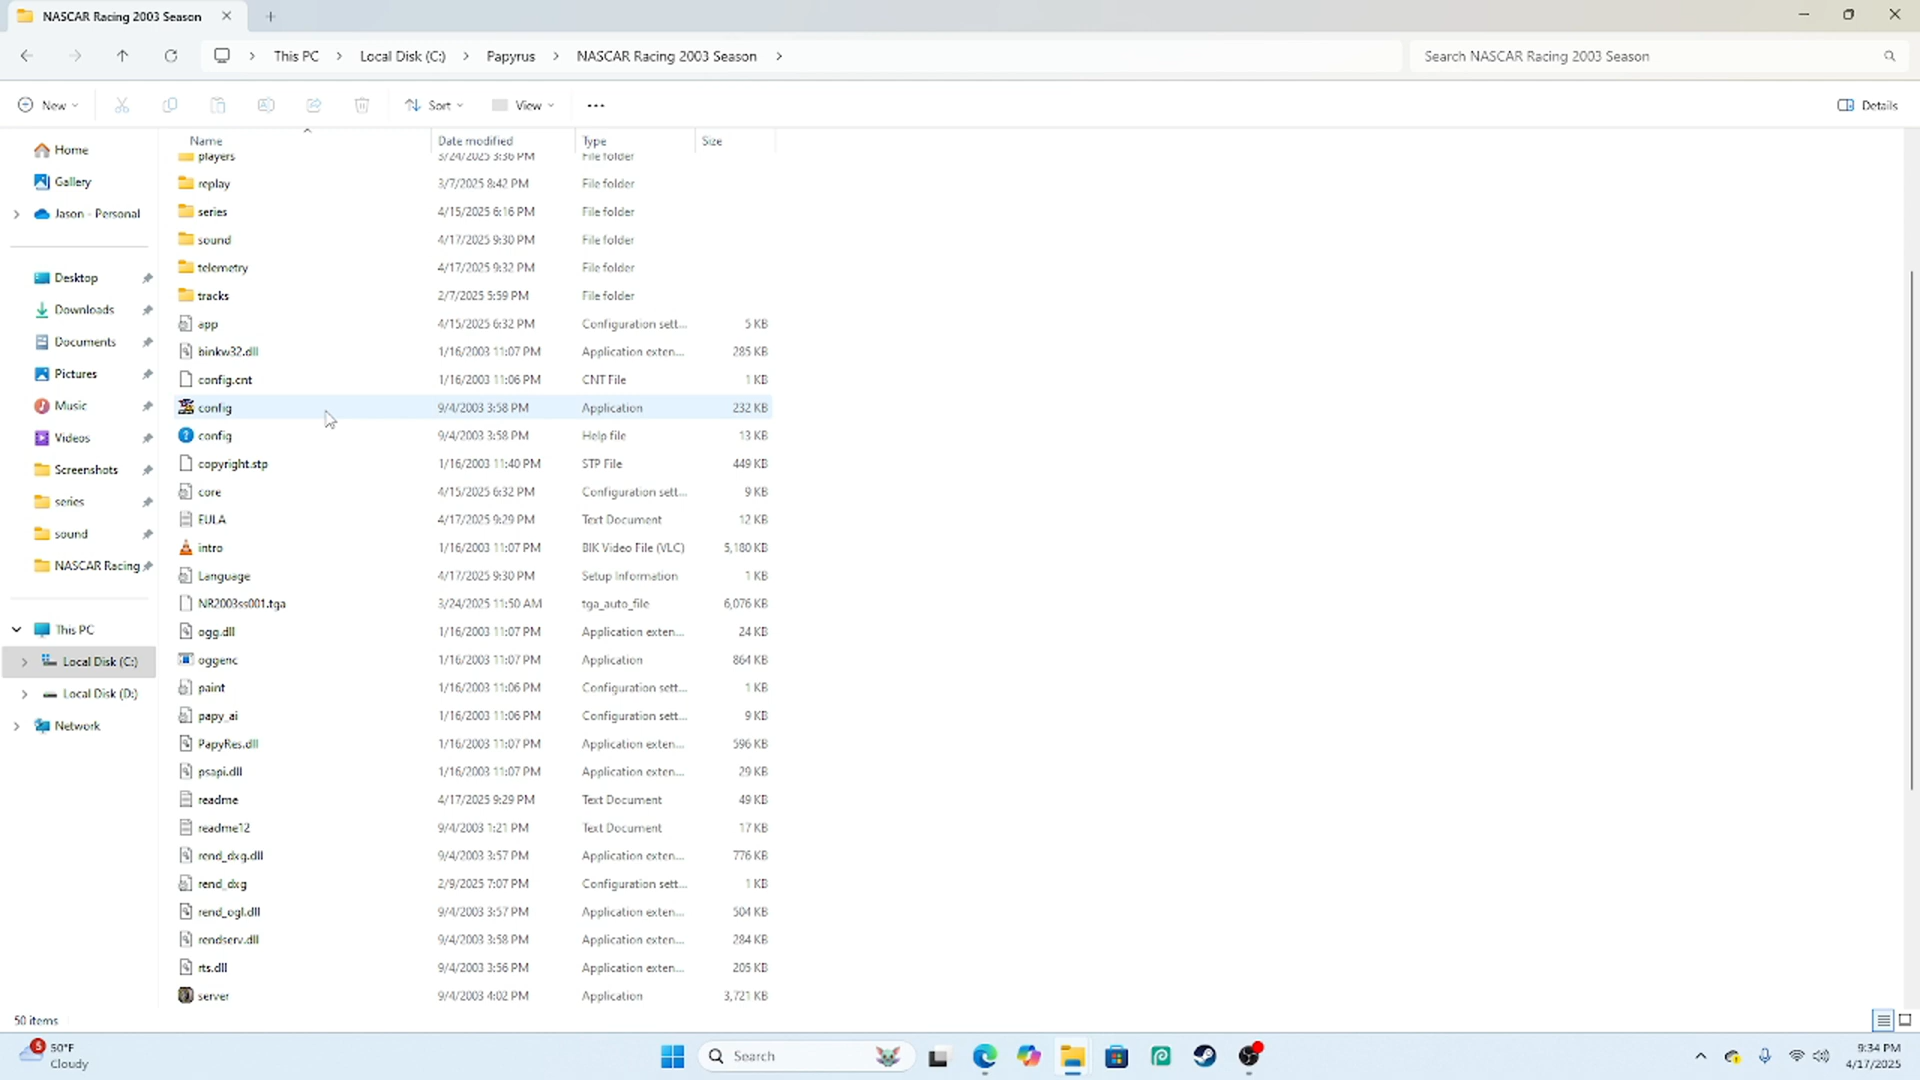 NASCAR Racing 2003 Season
This PC > Local Disk (C:) > Papyrus > NASCAR Racing 2003 Season >
Search NASCAR Racing 2003 Season
New
Sort
View
Details
Name Date modified Type Size
players 3/24/2025 3:36 PM File folder
replay 3/7/2025 8:42 PM File folder
series 4/15/2025 6:16 PM File folder
sound 4/17/2025 9:30 PM File folder
telemetry 4/17/2025 9:32 PM File folder
tracks 2/7/2025 5:59 PM File folder
app 4/15/2025 6:32 PM Configuration sett... 5 KB
binkw32.dll 1/16/2003 11:07 PM Application exten... 285 KB
config.cnt 1/16/2003 11:06 PM CNT File 1 KB
config 9/4/2003 3:58 PM Application 232 KB
config 9/4/2003 3:58 PM Help file 13 KB
copyright.stp 1/16/2003 11:40 PM STP File 449 KB
core 4/15/2025 6:32 PM Configuration sett... 9 KB
EULA 4/17/2025 9:29 PM Text Document 12 KB
intro 1/16/2003 11:07 PM BIK Video File (VLC) 5,180 KB
Language 4/17/2025 9:30 PM Setup Information 1 KB
NR2003ss001.tga 3/24/2025 11:50 AM tga_auto_file 6,076 KB
ogg.dll 1/16/2003 11:07 PM Application exten... 24 KB
oggenc 1/16/2003 11:07 PM Application 864 KB
paint 1/16/2003 11:06 PM Configuration sett... 1 KB
papy_ai 1/16/2003 11:06 PM Configuration sett... 9 KB
PapyRes.dll 1/16/2003 11:07 PM Application exten... 596 KB
psapi.dll 1/16/2003 11:07 PM Application exten... 29 KB
readme 4/17/2025 9:29 PM Text Document 49 KB
readme12 9/4/2003 1:21 PM Text Document 17 KB
rend_dxg.dll 9/4/2003 3:57 PM Application exten... 776 KB
rend_dxg 2/9/2025 7:07 PM Configuration sett... 1 KB
rend_ogl.dll 9/4/2003 3:57 PM Application exten... 504 KB
rendserv.dll 9/4/2003 3:58 PM Application exten... 284 KB
rts.dll 9/4/2003 3:56 PM Application exten... 205 KB
server 9/4/2003 4:02 PM Application 3,721 KB
Home
Gallery
Jason - Personal
Desktop
Downloads
Documents
Pictures
Music
Videos
Screenshots
series
sound
NASCAR Racing
This PC
Local Disk (C:)
Local Disk (D:)
Network
50 items
5
50°F
Cloudy
Search
9:34 PM
4/17/2025